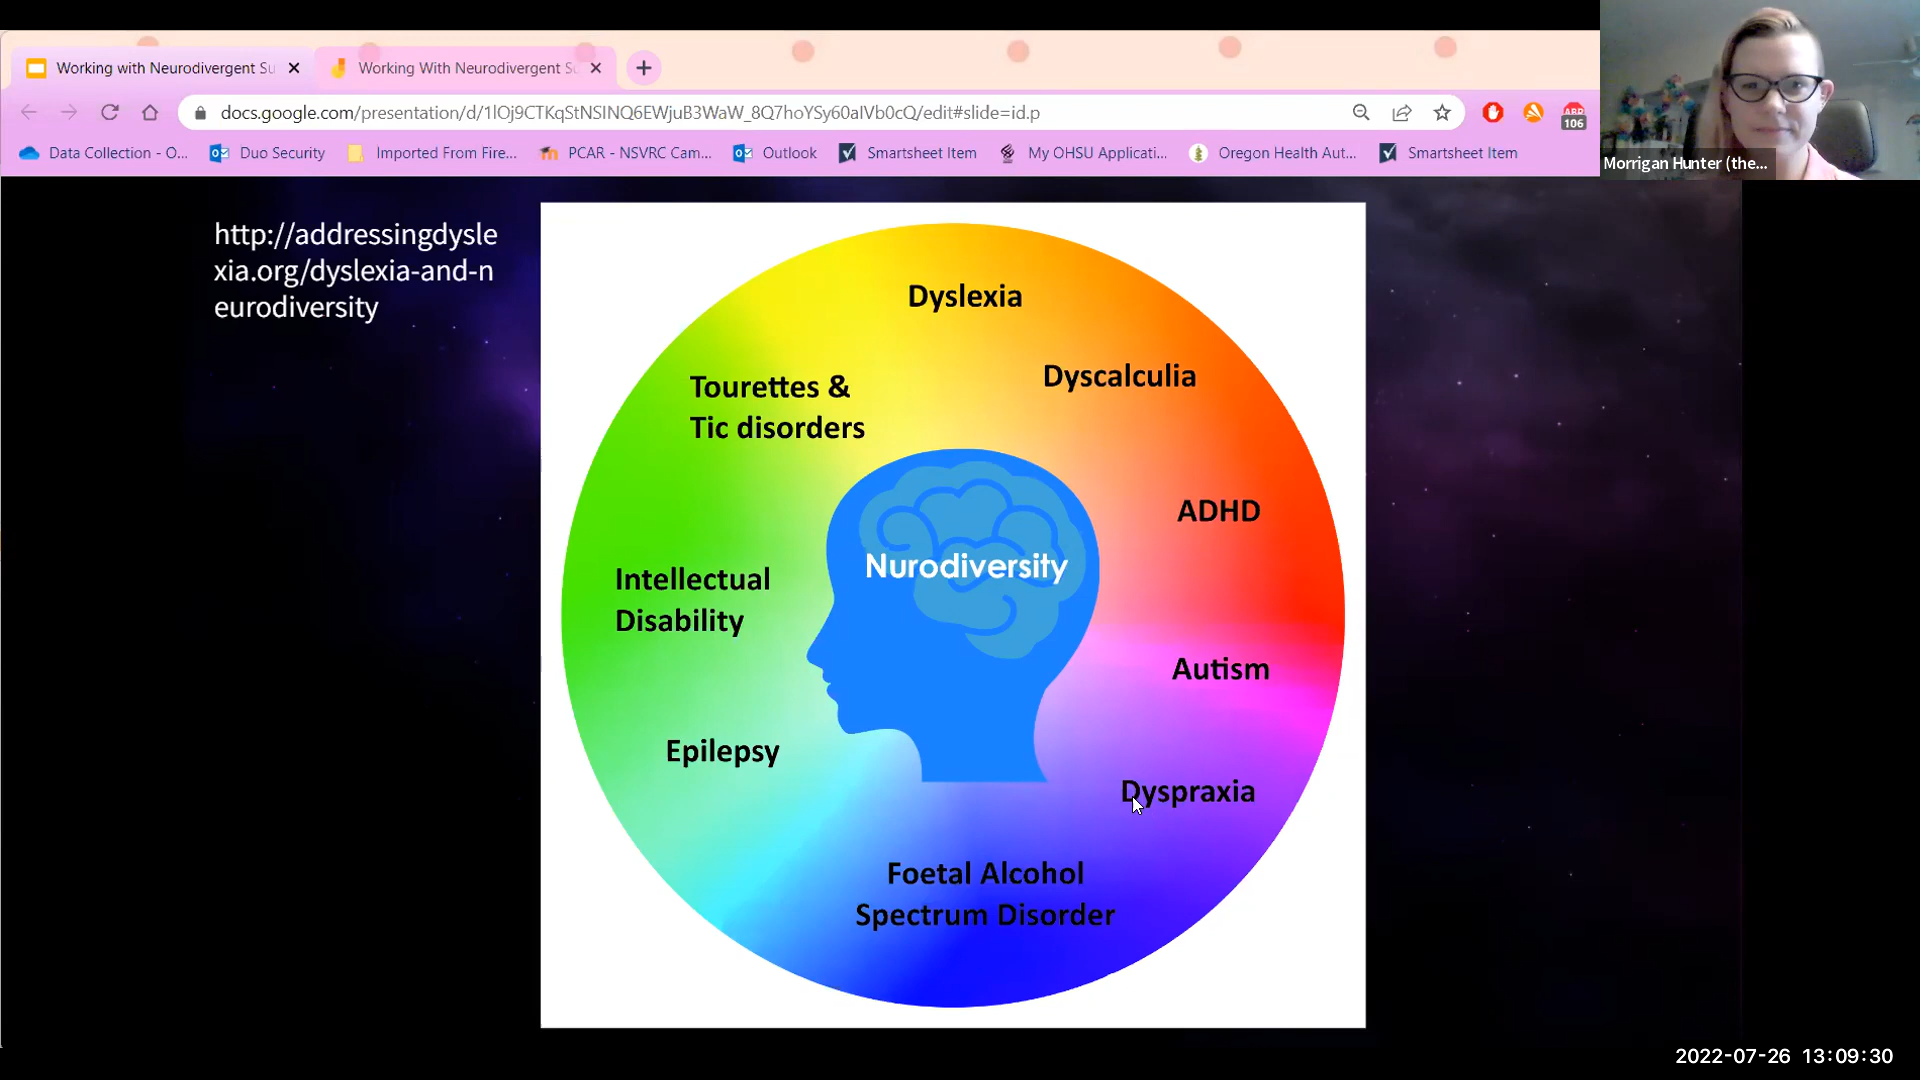 Working with Neurodivergent Su
Working With Neurodivergent Su
docs.google.com/presentation/d/1lOj9CTKqStNSINQ6EWjuB3WaW_8Q7hoYSy60aIVb0cQ/edit#slide=id.p
ABP
106
Data Collection - O...
Duo Security
Imported From Fire...
PCAR - NSVRC Cam...
Outlook
Smartsheet Item
My OHSU Applicati...
Oregon Health Aut...
Smartsheet Item
Morrigan Hunter (the...
http://addressingdysle
xia.org/dyslexia-and-n
eurodiversity
Dyslexia
Dyscalculia
Tourettes &
Tic disorders
ADHD
Nurodiversity
Intellectual
Disability
Autism
Epilepsy
Dyspraxia
Foetal Alcohol
Spectrum Disorder
2022-07-26 13:09:30